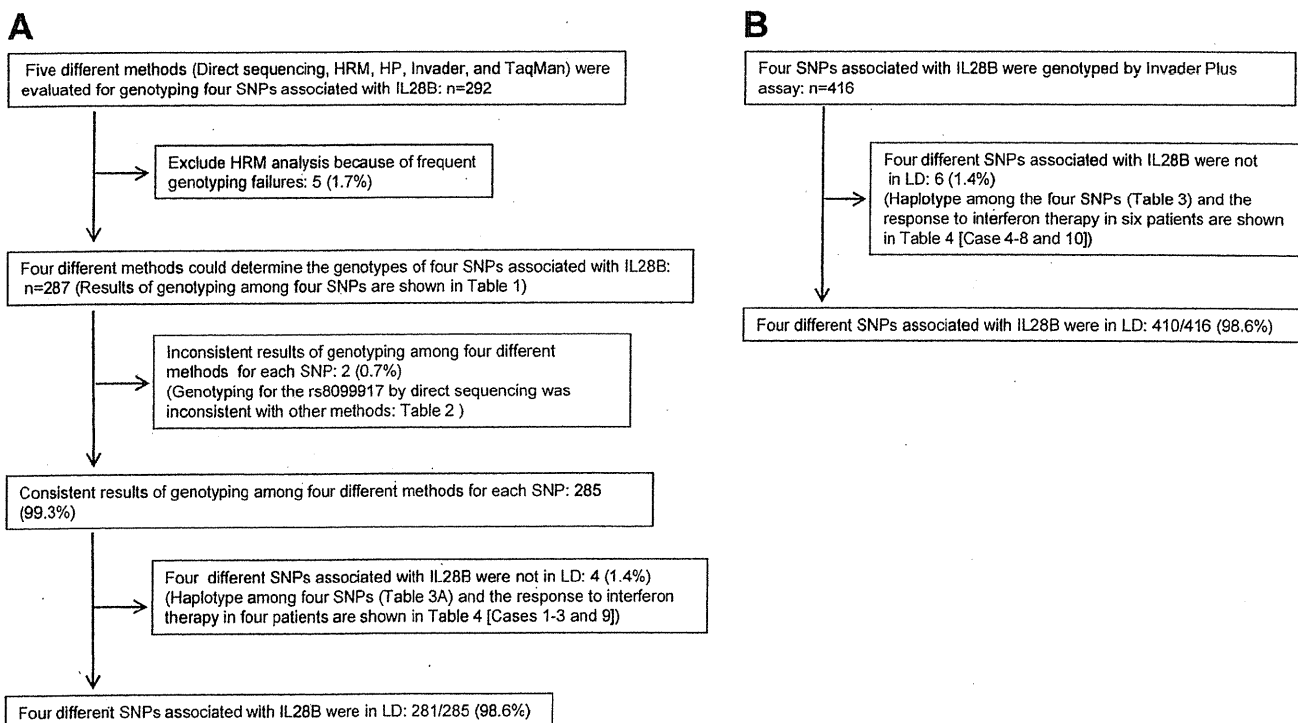 A
Five different methods (Direct sequencing, HRM, HP, Invader, and TaqMan) were
evaluated for genotyping four SNPs associated with IL28B: n=292
Exclude HRM analysis because of frequent
genotyping failures: 5 (1.7%)
Four different methods could determine the genotypes of four SNPs associated with IL28B:
n=287 (Results of genotyping among four SNPs are shown in Table 1)
Inconsistent results of genotyping among four different
methods for each SNP: 2 (0.7%)
(Genotyping for the rs8099917 by direct sequencing was
inconsistent with other methods: Table 2 )
Consistent results of genotyping among four different methods for each SNP: 285
(99.3%)
Four different SNPs associated with IL28B were not in LD: 4 (1.4%)
(Haplotype among four SNPs (Table 3A) and the response to interferon
therapy in four patients are shown in Table 4 [Cases 1-3 and 9])
Four different SNPs associated with IL28B were in LD: 281/285 (98.6%)
B
Four SNPs associated with IL28B were genotyped by Invader Plus
assay: n=416
Four different SNPs associated with IL28B were not
in LD: 6 (1.4%)
(Haplotype among the four SNPs (Table 3) and the
response to interferon therapy in six patients are shown
in Table 4 [Case 4-8 and 10])
Four different SNPs associated with IL28B were in LD: 410/416 (98.6%)